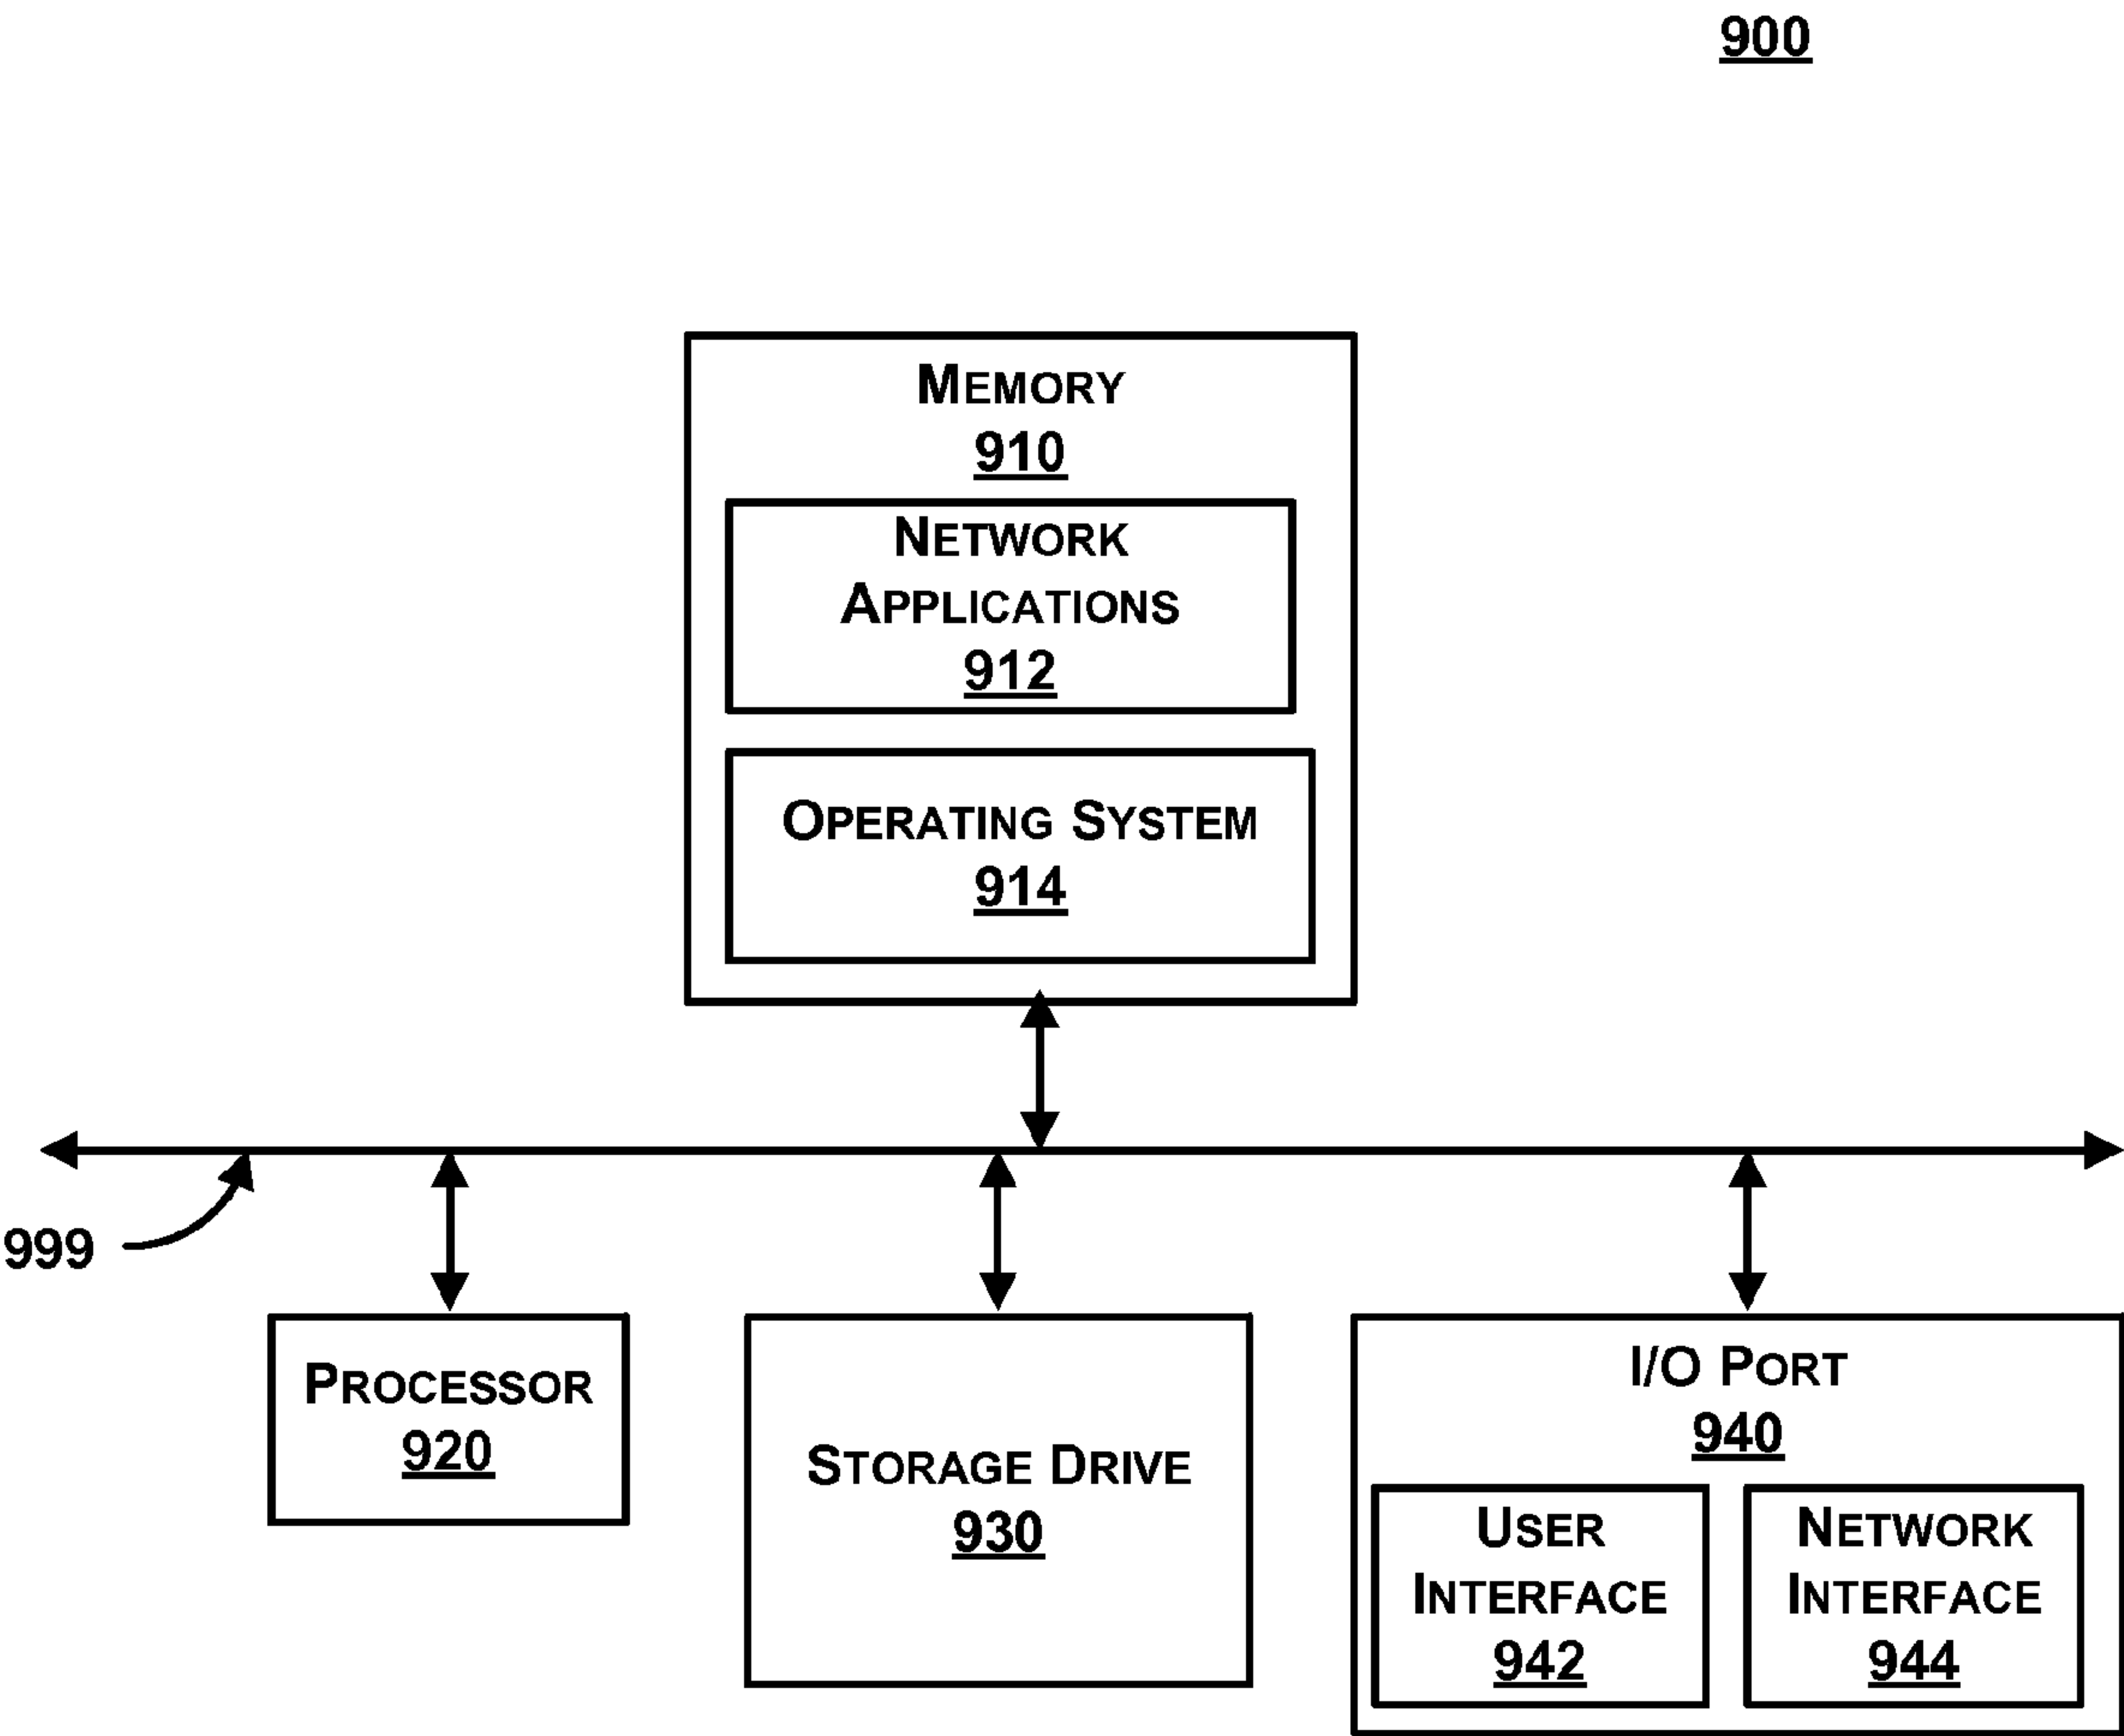 900
MEMORY
910
NETWORK
APPLICATIONS
912
OPERATING SYSTEM
914
999
PROCESSOR
920
STORAGE DRIVE
930
I/O PORT
940
USER
INTERFACE
942
NETWORK
INTERFACE
944